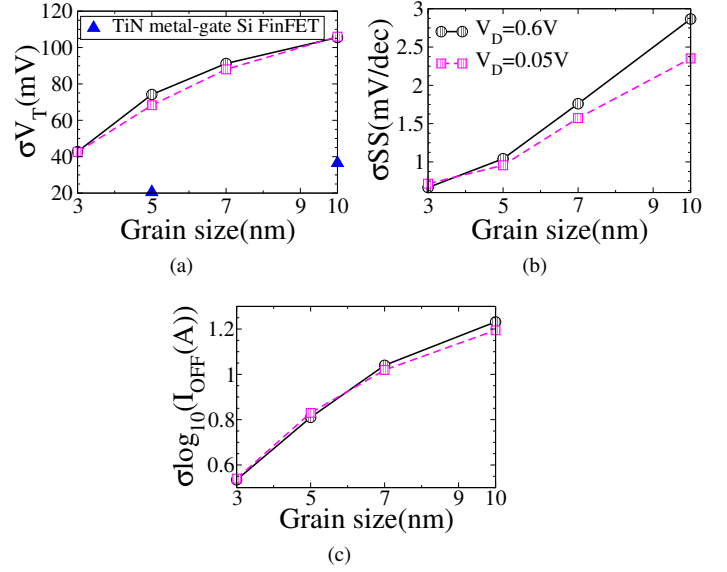 TiN metal-gate Si FinFET
120
100
80
60
40
20
σV_T(mV)
3 5 7 10
Grain size(nm)
(a)
V_D=0.6V
V_D=0.05V
3
2.5
2
1.5
1
σSS(mV/dec)
3 5 7 10
Grain size(nm)
(b)
1.2
1
0.8
0.6
σlog_10(I_OFF(A))
3 5 7 9 10
Grain size(nm)
(c)